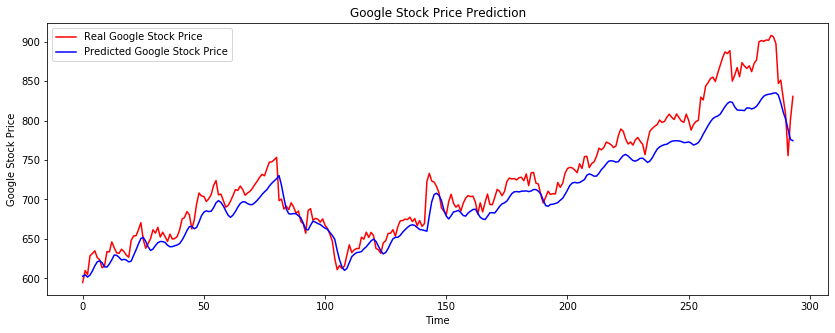 Google Stock Price Prediction
Real Google Stock Price
Predicted Google Stock Price
Google Stock Price
900
850
800
750
700
650
600
0
50
100
150
200
250
300
Time